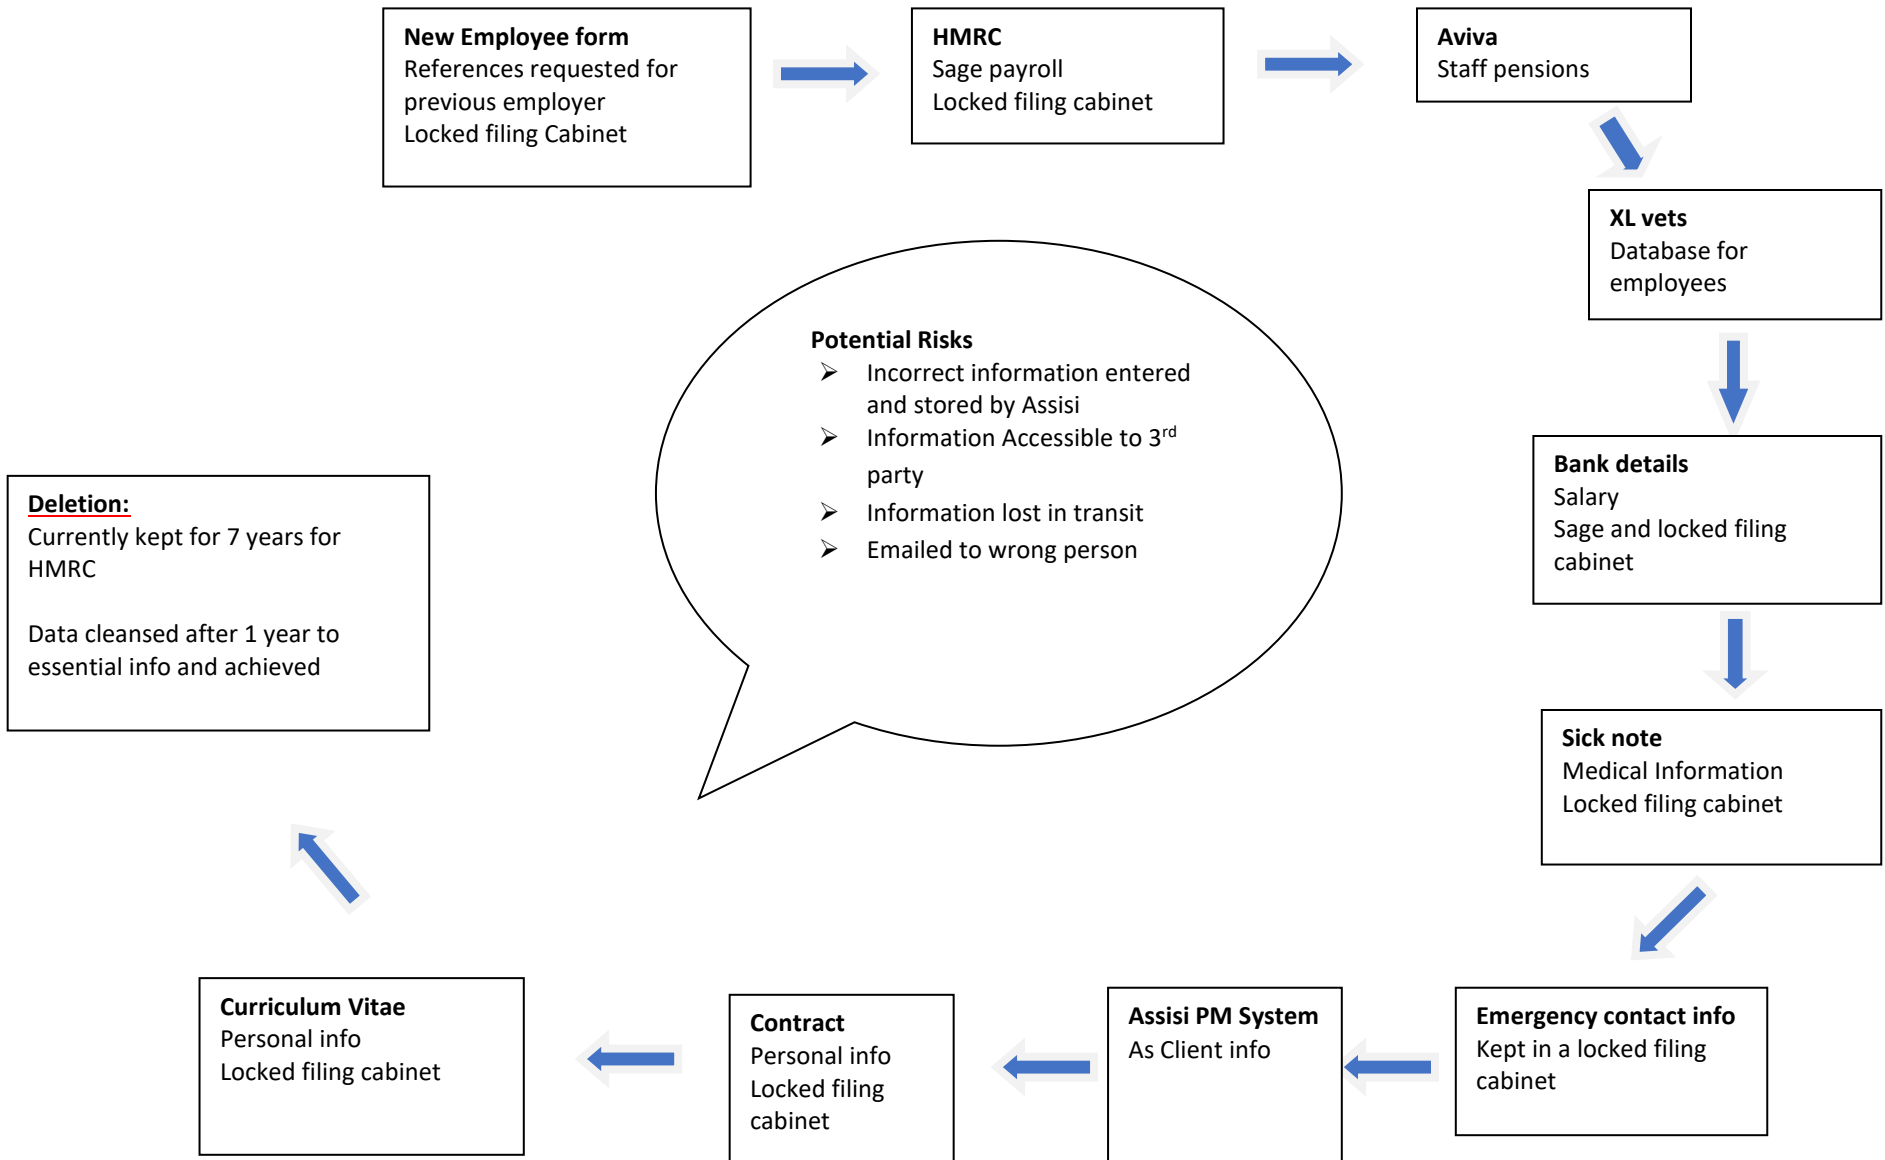 New Employee form
References requested for
previous employer
Locked filing Cabinet
HMRC
Sage payroll
Locked filing cabinet
Aviva
Staff pensions
XL vets
Database for
employees
Bank details
Salary
Sage and locked filing
cabinet
Sick note
Medical Information
Locked filing cabinet
Emergency contact info
Kept in a locked filing
cabinet
Assisi PM System
As Client info
Contract
Personal info
Locked filing
cabinet
Curriculum Vitae
Personal info
Locked filing cabinet
Deletion:
Currently kept for 7 years for
HMRC
Data cleansed after 1 year to
essential info and achieved
Potential Risks
➢ Incorrect information entered
and stored by Assisi
➢ Information Accessible to 3rd
party
➢ Information lost in transit
➢ Emailed to wrong person